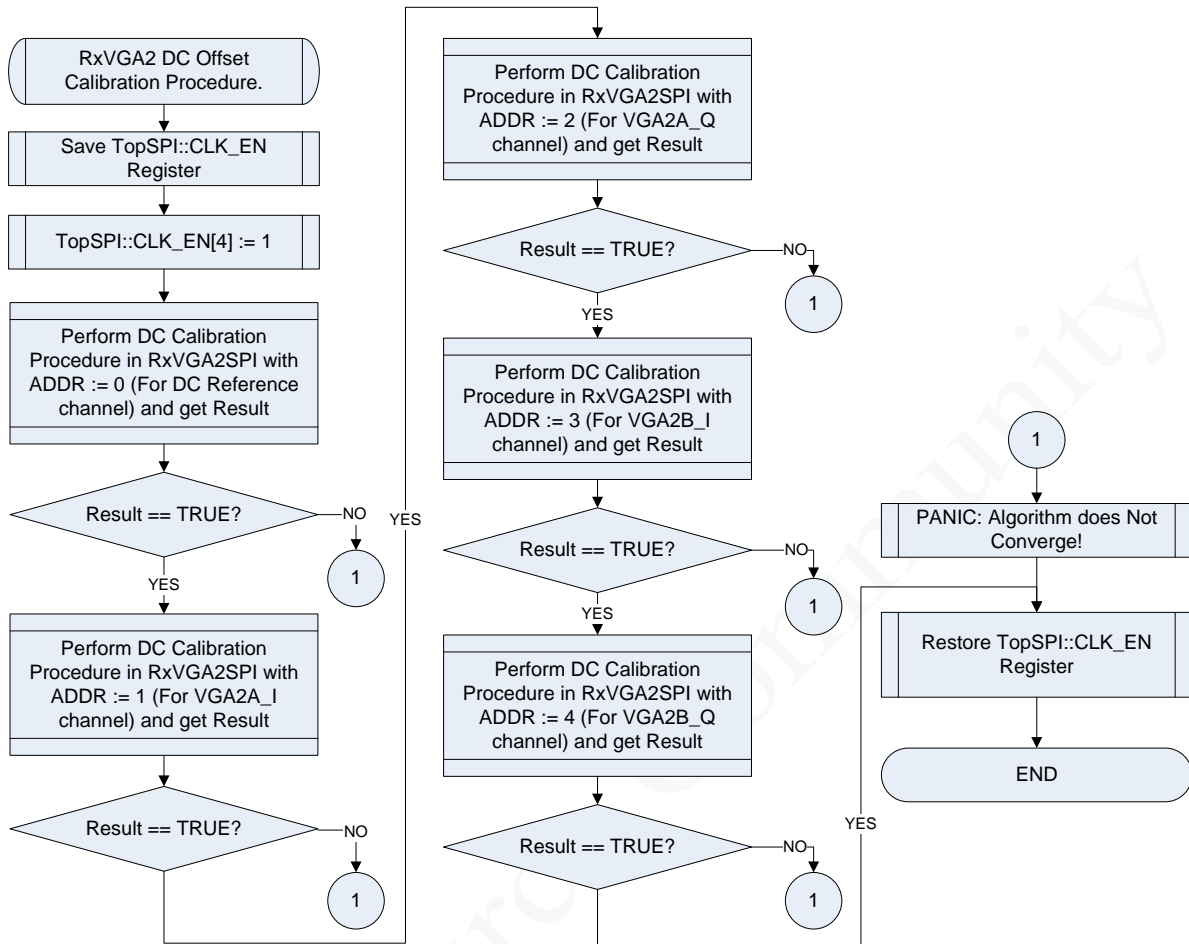 RxVGA2 DC Offset
Calibration Procedure.
Save TopSPI::CLK_EN
Register
TopSPI::CLK_EN[4] := 1
Perform DC Calibration
Procedure in RxVGA2SPI with
ADDR := 0 (For DC Reference
channel) and get Result
Result == TRUE?
NO
1
YES
Perform DC Calibration
Procedure in RxVGA2SPI with
ADDR := 1 (For VGA2A_I
channel) and get Result
Result == TRUE?
NO
1
YES
Perform DC Calibration
Procedure in RxVGA2SPI with
ADDR := 2 (For VGA2A_Q
channel) and get Result
Result == TRUE?
NO
1
YES
Perform DC Calibration
Procedure in RxVGA2SPI with
ADDR := 3 (For VGA2B_I
channel) and get Result
Result == TRUE?
NO
1
YES
Perform DC Calibration
Procedure in RxVGA2SPI with
ADDR := 4 (For VGA2B_Q
channel) and get Result
Result == TRUE?
NO
1
YES
1
PANIC: Algorithm does Not
Converge!
Restore TopSPI::CLK_EN
Register
END